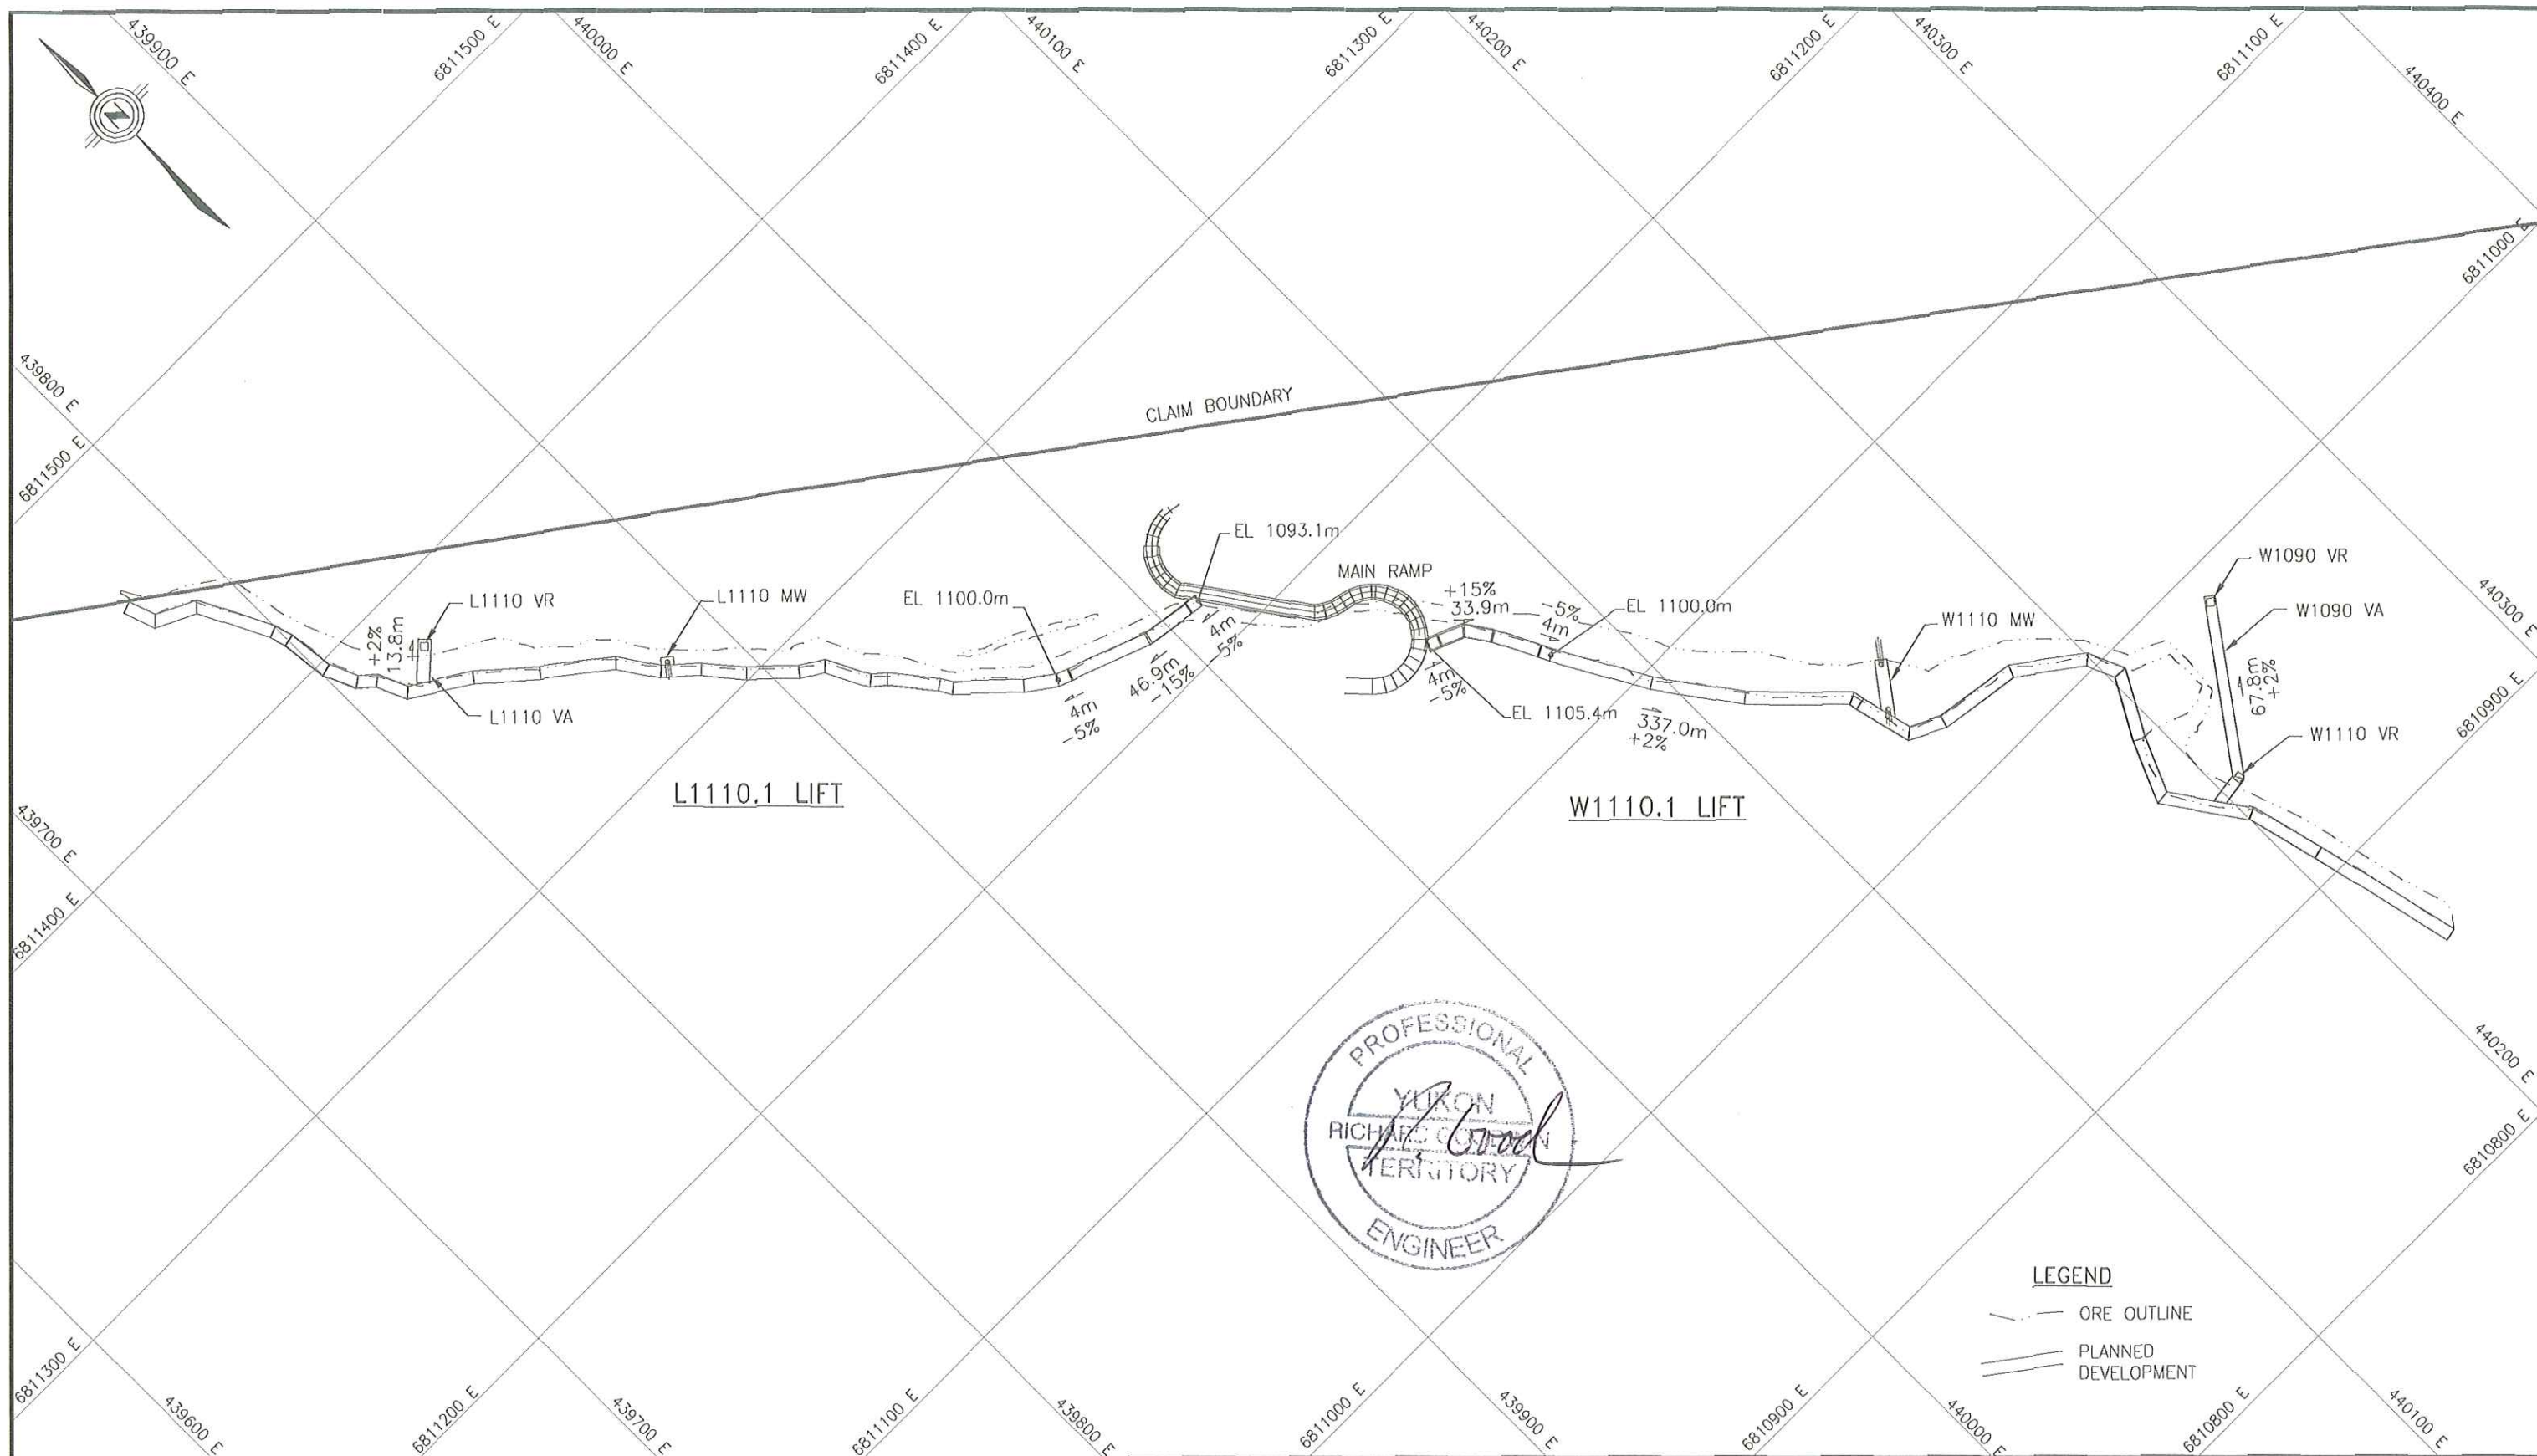 439900 E
6811500 E
440000 E
6811400 E
440100 E
6811300 E
440200 E
6811200 E
440300 E
6811100 E
440400 E
N
6811000 E
439800 E
6811500 E
CLAIM BOUNDARY
EL 1093.1m
MAIN RAMP
L1110 VR
L1110 MW
EL 1100.0m
+15%
33.9m
-5%
4m
EL 1100.0m
W1110 MW
W1090 VR
W1090 VA
440300 E
+2%
13.8m
L1110 VA
4m
-5%
46.9m
-15%
4m
-5%
4m
-5%
EL 1105.4m
337.0m
+2%
67.8m
+2%
W1110 VR
6810900 E
L1110.1 LIFT
W1110.1 LIFT
439700 E
6811400 E
PROFESSIONAL
YUKON
RICHARD
TERRITORY
ENGINEER
440200 E
6810800 E
LEGEND
ORE OUTLINE
PLANNED
DEVELOPMENT
6811300 E
439600 E
6811200 E
439700 E
6811100 E
439800 E
6811000 E
439900 E
6810900 E
440000 E
6810800 E
440100 E